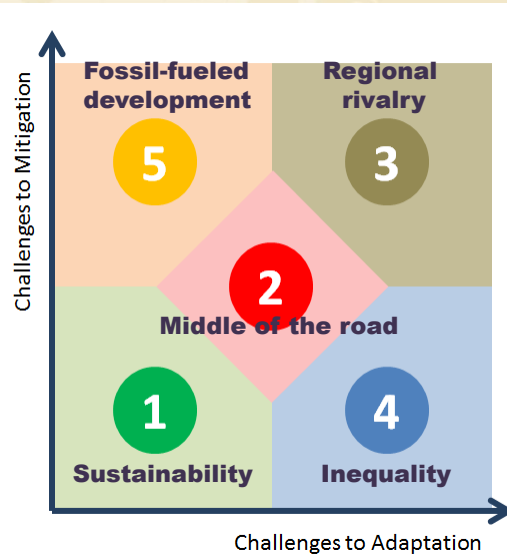 Challenges to Mitigation
Fossil-fueled
development
5
Regional
rivalry
3
2
Middle of the road
1
Sustainability
4
Inequality
Challenges to Adaptation